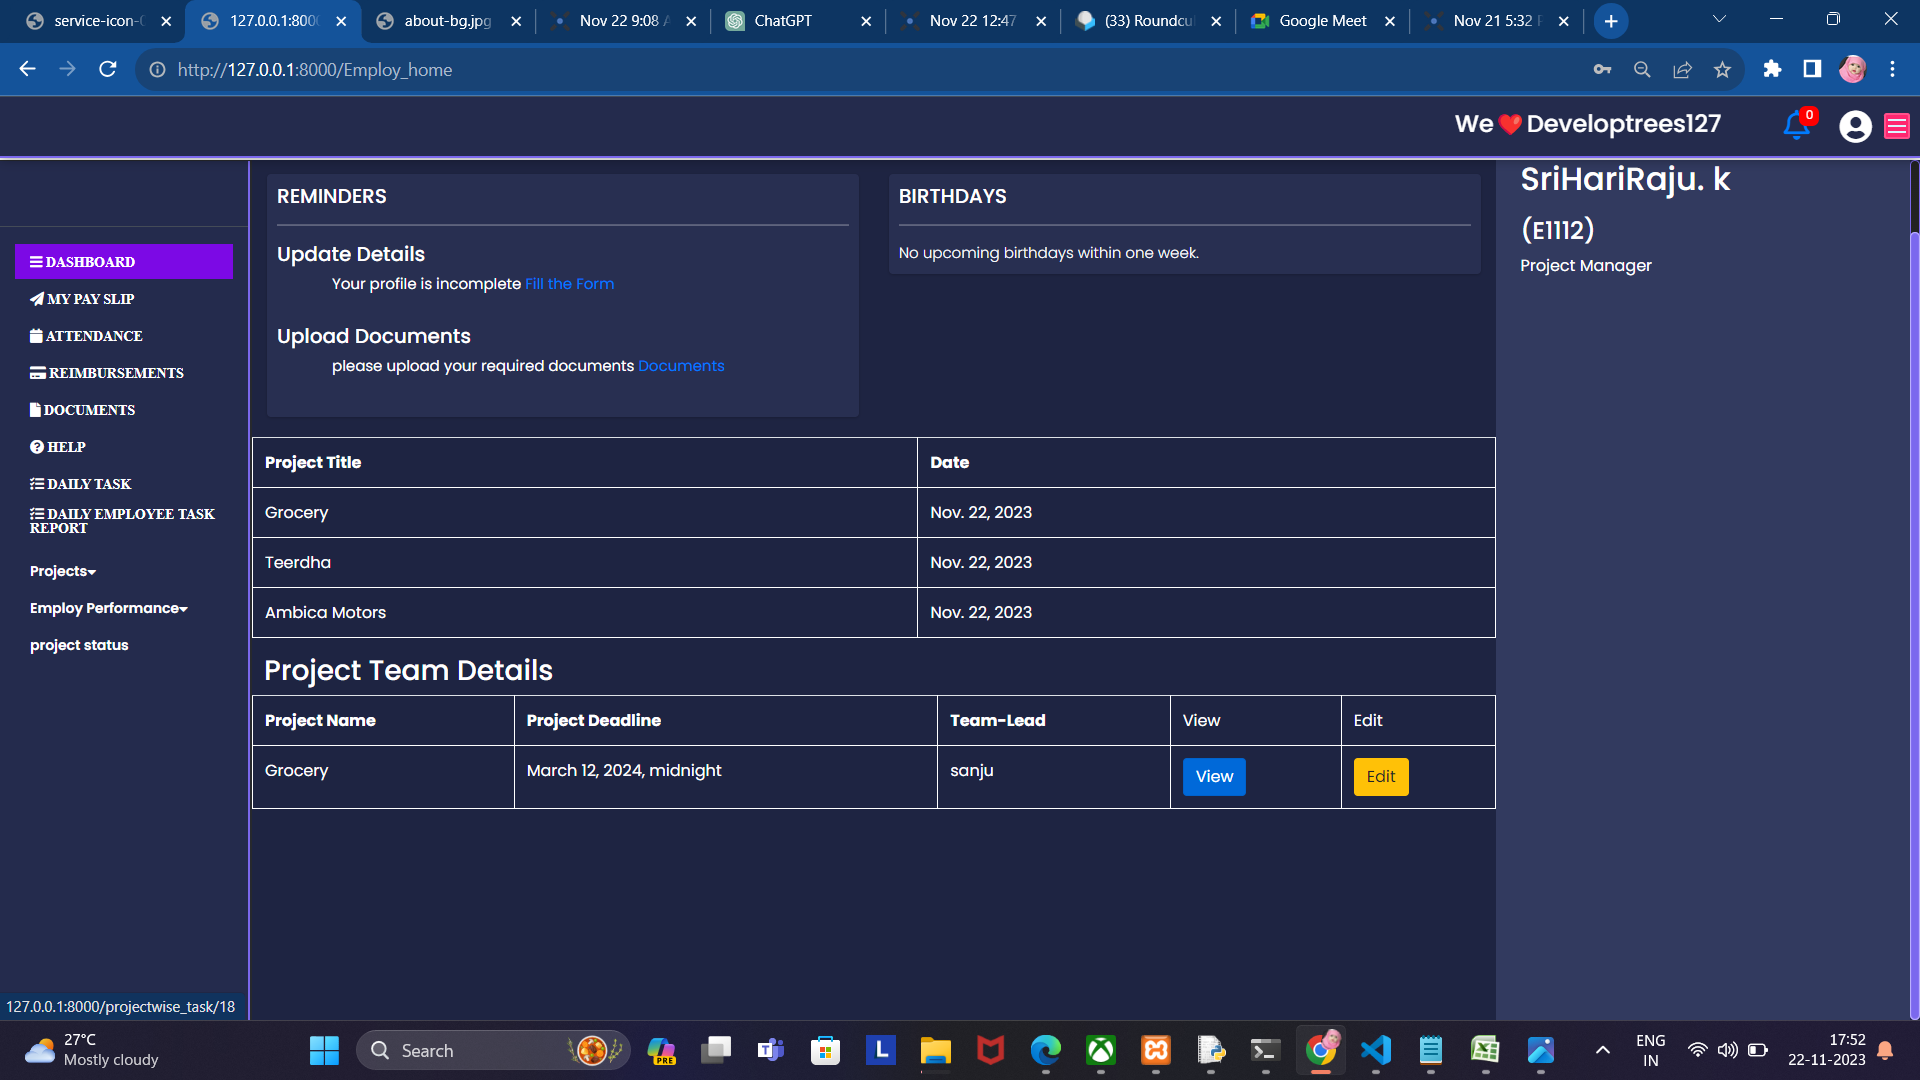 service-icon-0
127.0.0.1:8000
about-bg.jpg
Nov 22 9:08 A
ChatGPT
Nov 22 12:47
(33) Roundcu
Google Meet
Nov 21 5:32 P
http://127.0.0.1:8000/Employ_home
We ❤️ Developtrees127
0
DASHBOARD
MY PAY SLIP
ATTENDANCE
REIMBURSEMENTS
DOCUMENTS
HELP
DAILY TASK
DAILY EMPLOYEE TASK
REPORT
Projects
Employ Performance
project status
REMINDERS
Update Details
Your profile is incomplete Fill the Form
Upload Documents
please upload your required documents Documents
BIRTHDAYS
No upcoming birthdays within one week.
SriHariRaju. k
(E1112)
Project Manager
Project Title Date
Grocery Nov. 22, 2023
Teerdha Nov. 22, 2023
Ambica Motors Nov. 22, 2023
Project Team Details
Project Name Project Deadline Team-Lead View Edit
Grocery March 12, 2024, midnight sanju View Edit
127.0.0.1:8000/projectwise_task/18
27°C
Mostly cloudy
Search
PRE
L
ENG
IN
17:52
22-11-2023